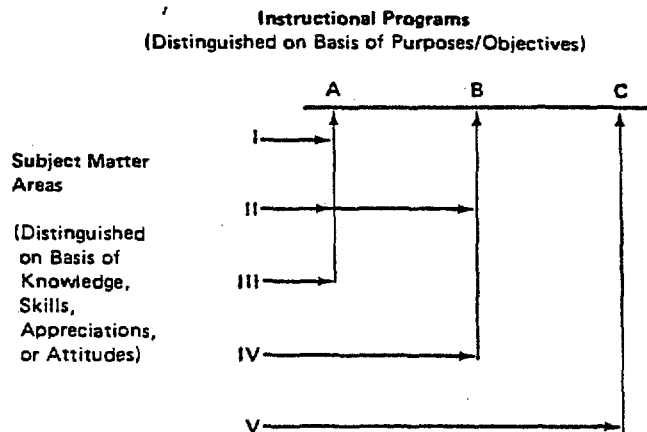 Instructional Programs
(Distinguished on Basis of Purposes/Objectives)
A B C
I
Subject Matter
Areas
II
(Distinguished
on Basis of
Knowledge,
III
Skills,
Appreciations,
or Attitudes)
IV
V